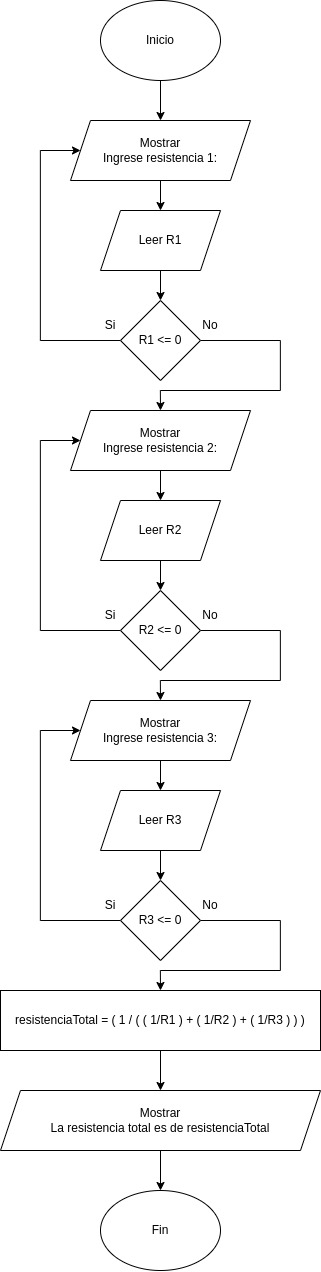 Inicio
Mostrar
Ingrese resistencia 1:
Leer R1
Si
No
R1 <= 0
Mostrar
Ingrese resistencia 2:
Leer R2
Si
No
R2 <= 0
Mostrar
Ingrese resistencia 3:
Leer R3
Si
No
R3 <= 0
resistenciaTotal = ( 1 / ( ( 1/R1 ) + ( 1/R2 ) + ( 1/R3 ) ) )
Mostrar
La resistencia total es de resistenciaTotal
Fin